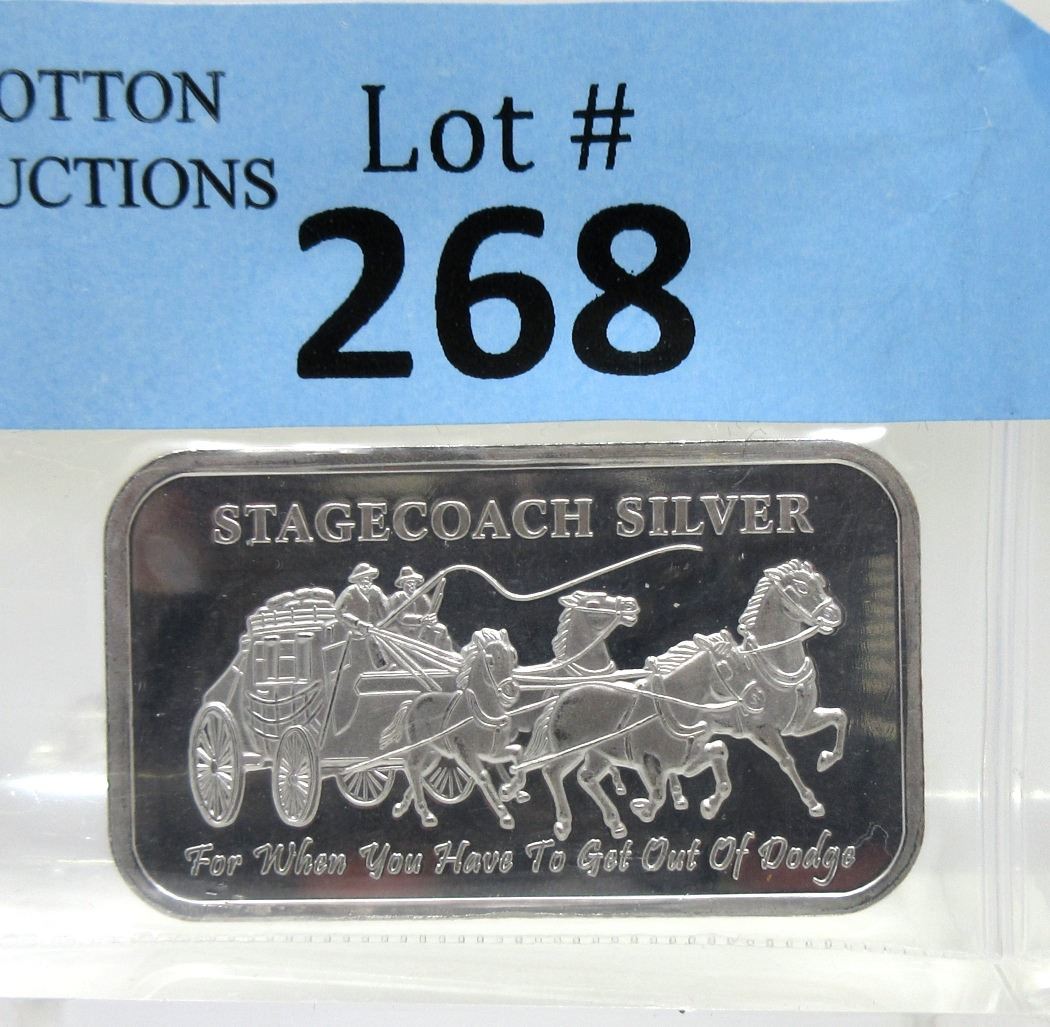 OTTON
UCTIONS
Lot #
268
STAGECOACH SILVER
For When You Have To Get Out Of Dodge